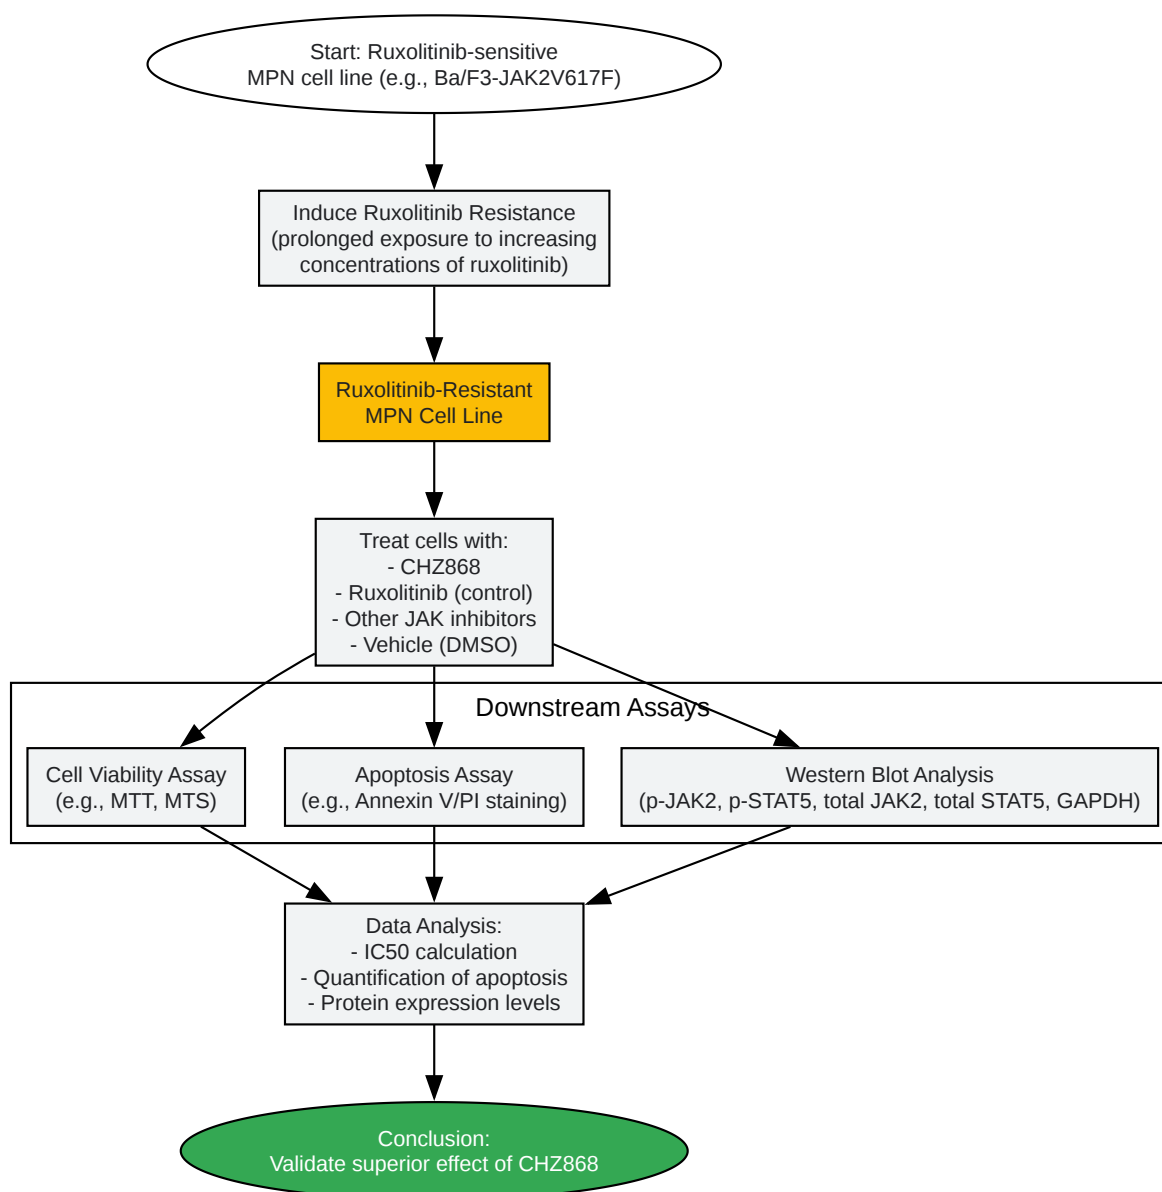 Start: Ruxolitinib-sensitive
MPN cell line (e.g., Ba/F3-JAK2V617F)
Induce Ruxolitinib Resistance
(prolonged exposure to increasing
concentrations of ruxolitinib)
Ruxolitinib-Resistant
MPN Cell Line
Treat cells with:
- CHZ868
- Ruxolitinib (control)
- Other JAK inhibitors
- Vehicle (DMSO)
Downstream Assays
Cell Viability Assay
(e.g., MTT, MTS)
Apoptosis Assay
(e.g., Annexin V/PI staining)
Western Blot Analysis
(p-JAK2, p-STAT5, total JAK2, total STAT5, GAPDH)
Data Analysis:
- IC50 calculation
- Quantification of apoptosis
- Protein expression levels
Conclusion:
Validate superior effect of CHZ868